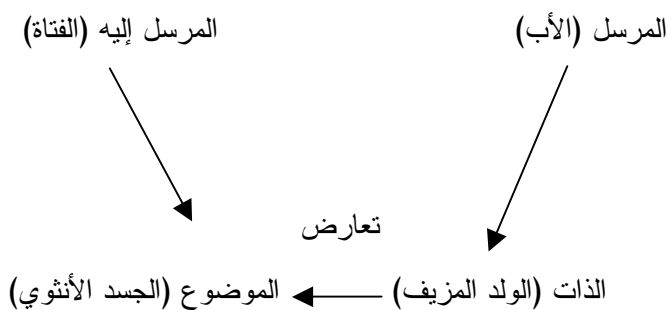 المرسل (الأب) المرسل إليه (الفتاة)
تعارض
الذات (الولد المزيف) الموضوع (الجسد الأنثوي)